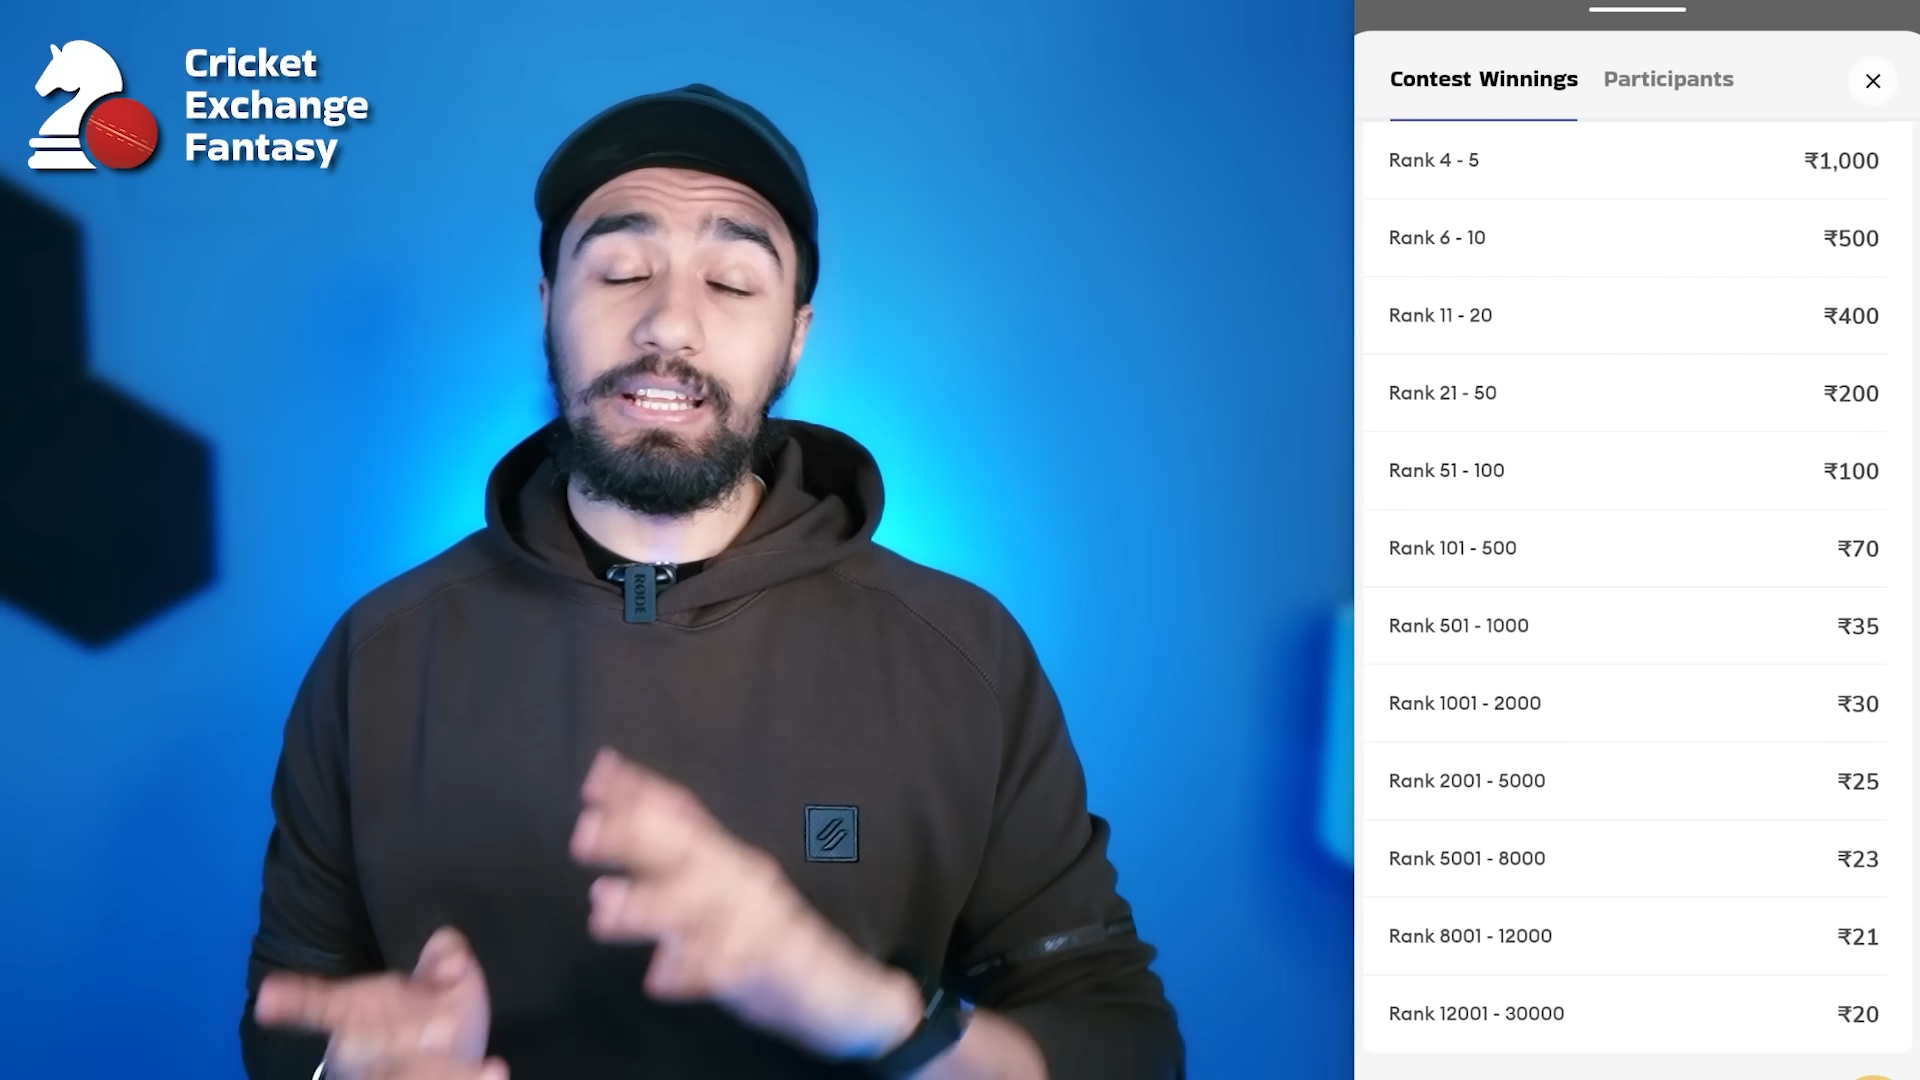 Cricket
Exchange
Fantasy
RØDE
Contest Winnings Participants
Rank 4 - 5 ₹1,000
Rank 6 - 10 ₹500
Rank 11 - 20 ₹400
Rank 21 - 50 ₹200
Rank 51 - 100 ₹100
Rank 101 - 500 ₹70
Rank 501 - 1000 ₹35
Rank 1001 - 2000 ₹30
Rank 2001 - 5000 ₹25
Rank 5001 - 8000 ₹23
Rank 8001 - 12000 ₹21
Rank 12001 - 30000 ₹20